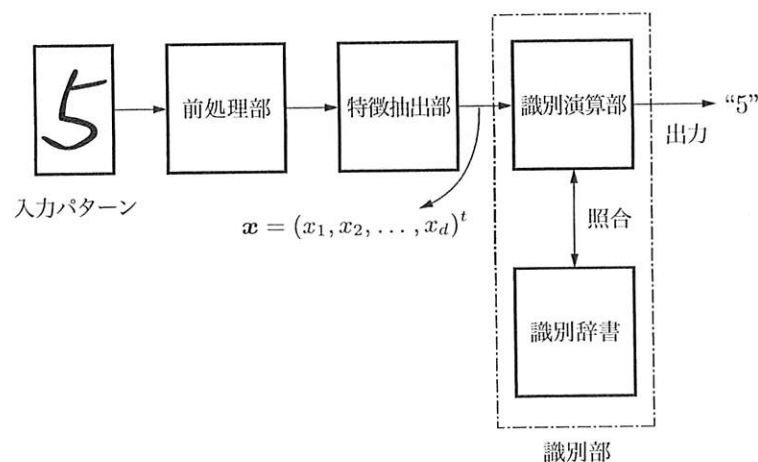 5
前処理部
特徴抽出部
識別演算部
“5”
出力
入力パターン
x = (x₁, x₂, . . . , x_d)ᵗ
照合
識別辞書
識別部